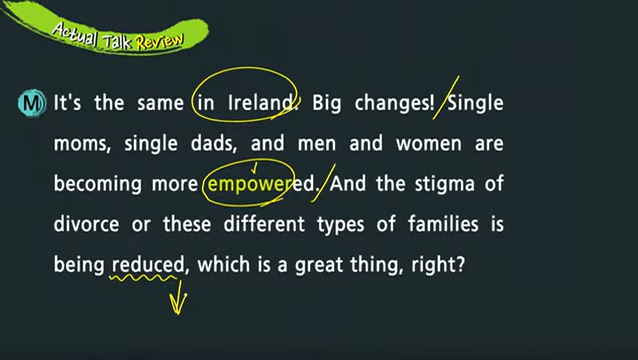 Actual Talk Review
M It's the same in Ireland. Big changes! Single
moms, single dads, and men and women are
becoming more empowered. And the stigma of
divorce or these different types of families is
being reduced, which is a great thing, right?